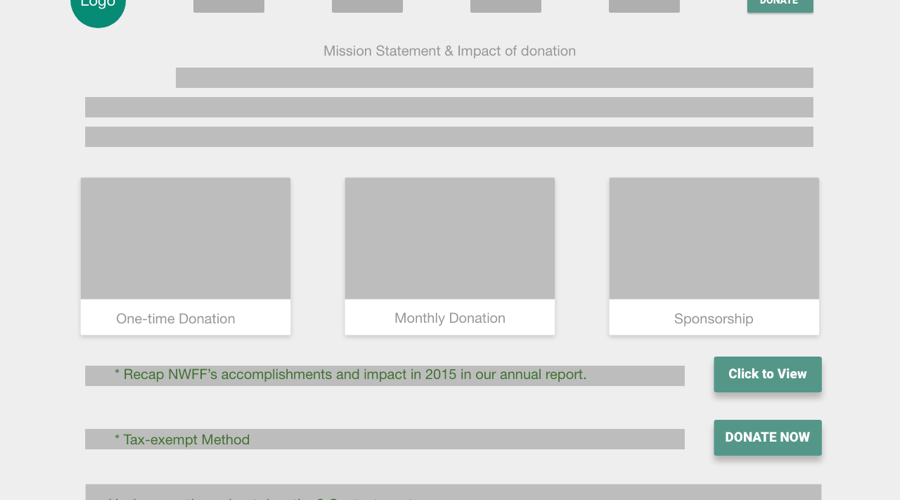 Logo
DONATE
Mission Statement & Impact of donation
One-time Donation
Monthly Donation
Sponsorship
* Recap NWFF's accomplishments and impact in 2015 in our annual report.
Click to View
* Tax-exempt Method
DONATE NOW